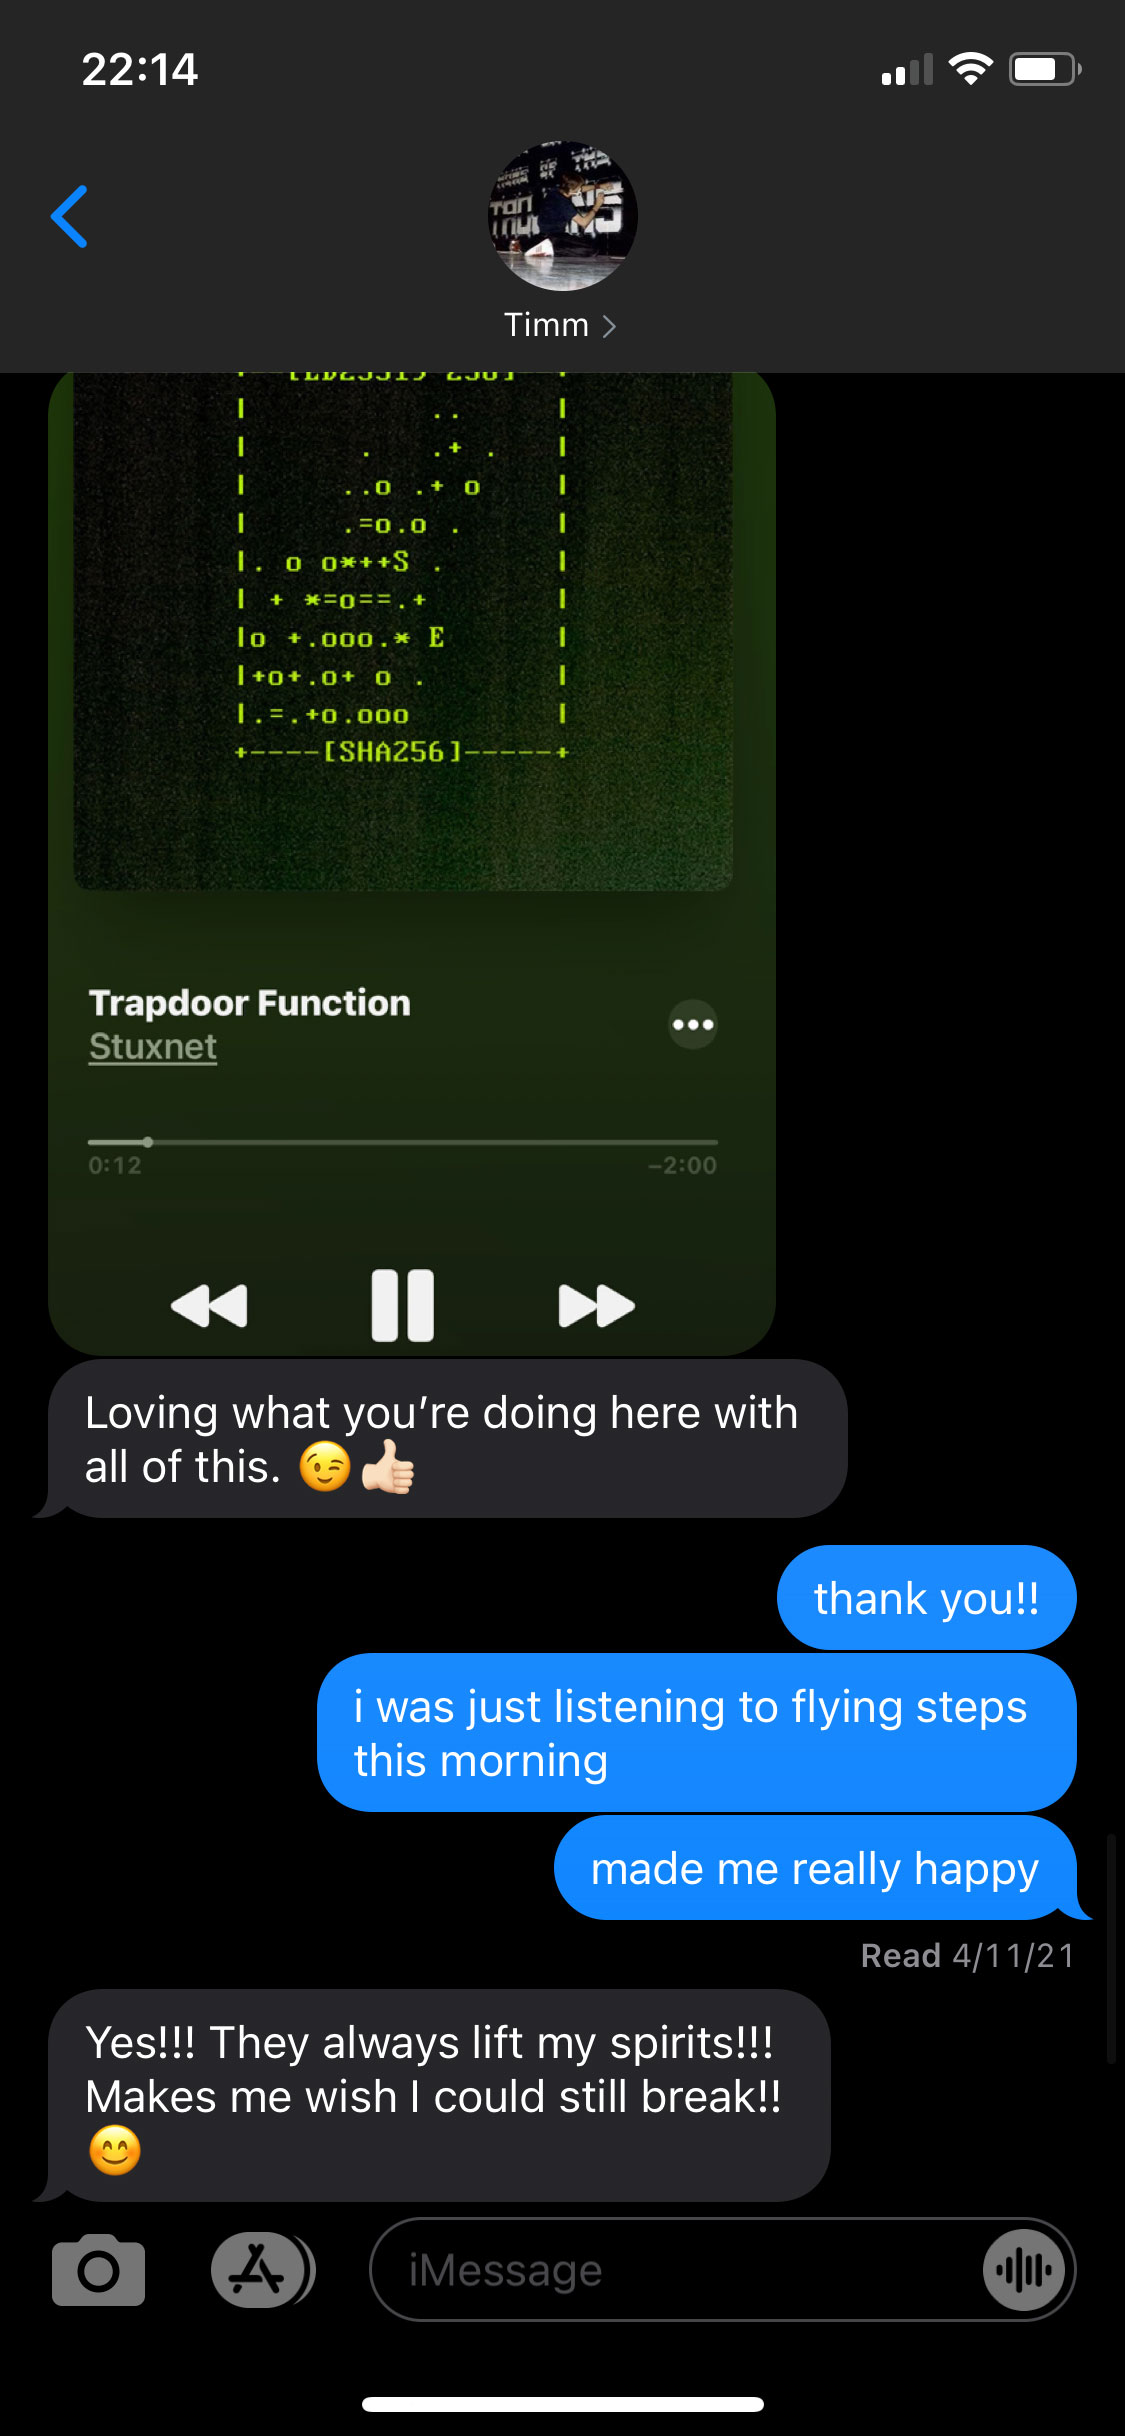 22:14
Timm
+--[ED25519 256]--+
|             ..  |
|        .   .+ . |
|       ..o .+ o  |
|       .=o.o .   |
|. o o*++S .      |
| + *=o==.+       |
|o +.ooo.* E      |
|+o+.o+ o .       |
|.=.+o.ooo        |
+----[SHA256]-----+
Trapdoor Function
Stuxnet
0:12
–2:00
Loving what you’re doing here with
all of this. 😉👍🏻
thank you!!
i was just listening to flying steps
this morning
made me really happy
Read 4/11/21
Yes!!! They always lift my spirits!!!
Makes me wish I could still break!!
😊
iMessage